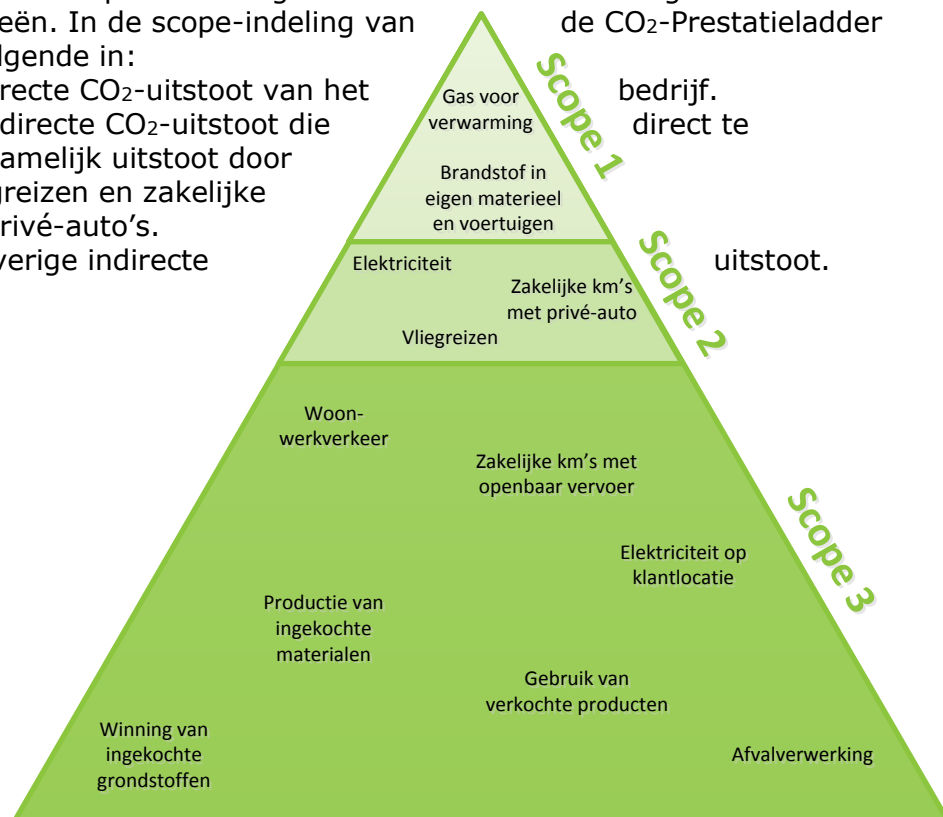 eën. In de scope-indeling van de CO2-Prestatieladder
lgende in:
recte CO2-uitstoot van het bedrijf.
directe CO2-uitstoot die direct te
amelijk uitstoot door
greizen en zakelijke
rivé-auto's.
verige indirecte uitstoot.
Scope 1
Gas voor
verwarming
Brandstof in
eigen materieel
en voertuigen
Scope 2
Elektriciteit
Zakelijke km's
met privé-auto
Vliegreizen
Scope 3
Woon-
werkverkeer
Zakelijke km's met
openbaar vervoer
Elektriciteit op
klantlocatie
Productie van
ingekochte
materialen
Gebruik van
verkochte producten
Winning van
ingekochte
grondstoffen
Afvalverwerking